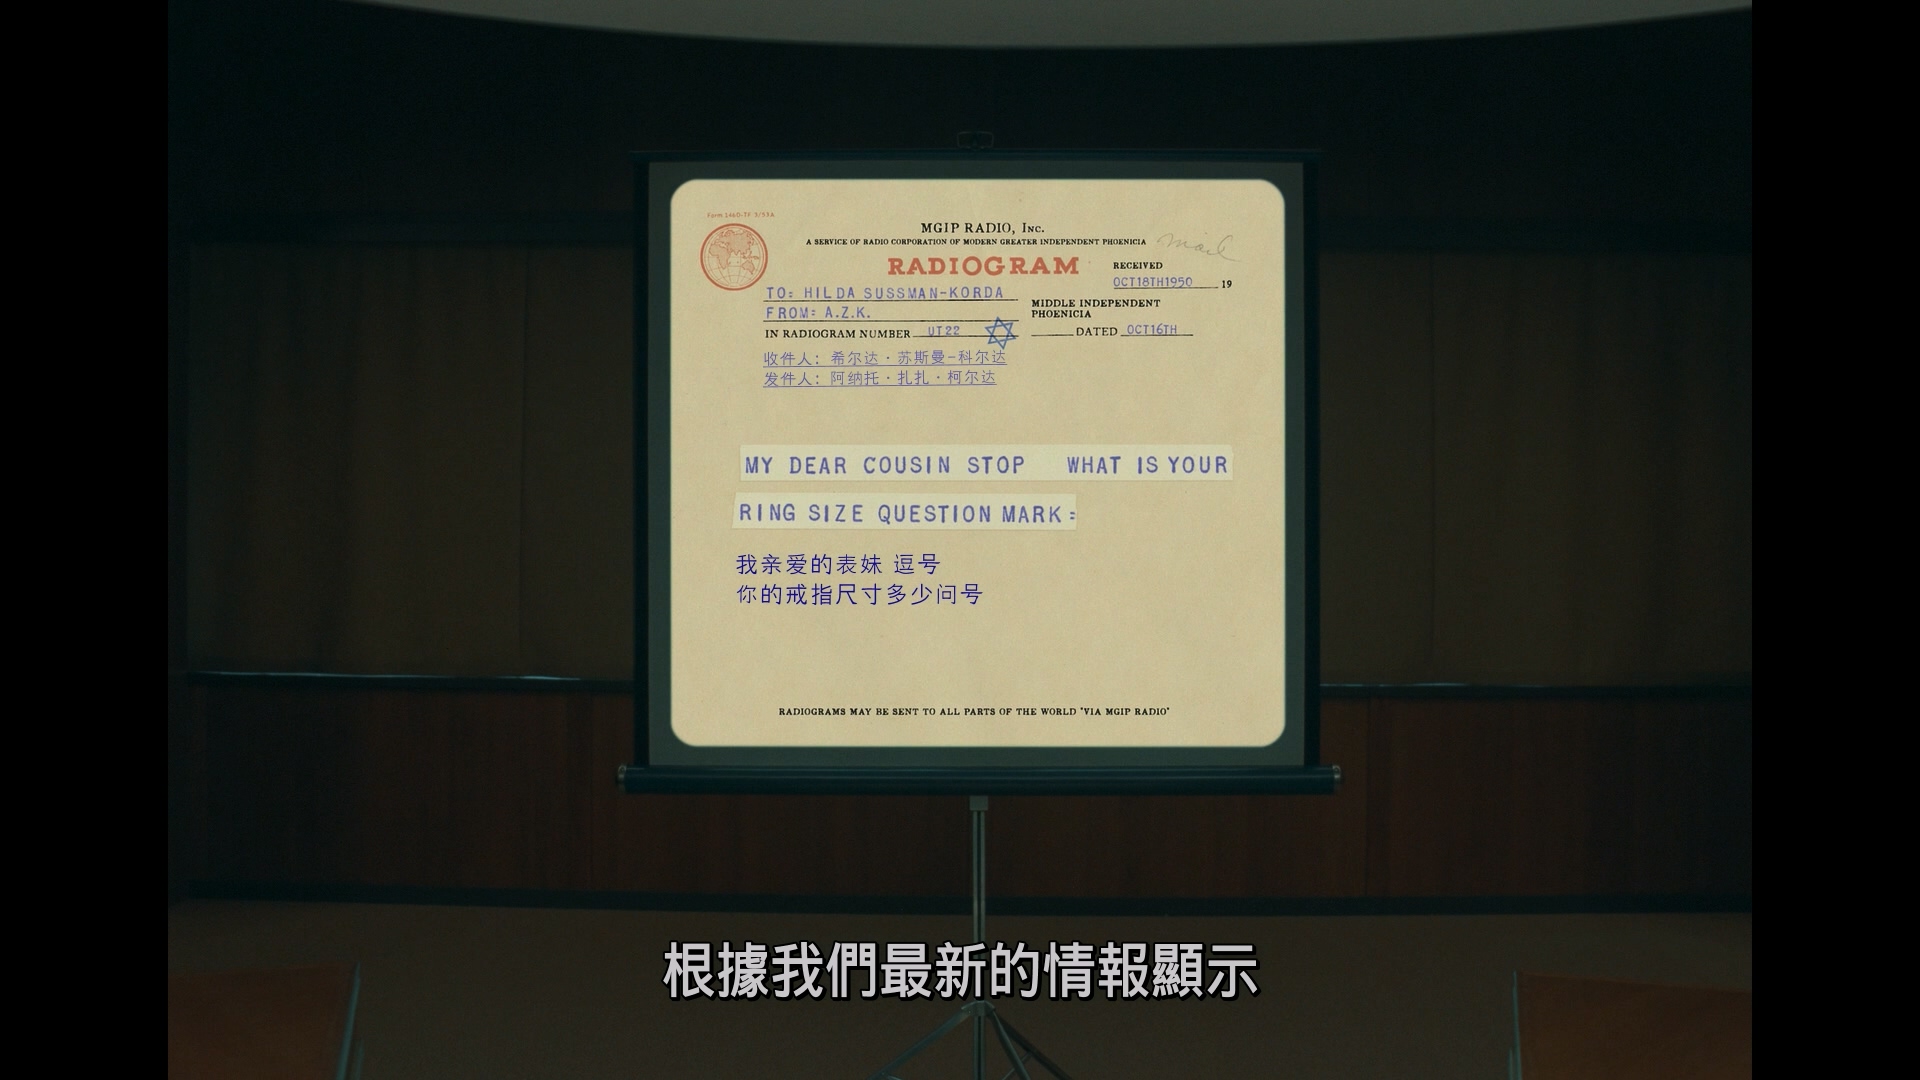 Form 1460-TF 3/53A
MGIP RADIO, Inc.
A SERVICE OF RADIO CORPORATION OF MODERN GREATER INDEPENDENT PHOENICIA
mail
RADIOGRAM
RECEIVED
OCT18TH1950 19
TO: HILDA SUSSMAN-KORDA
FROM: A.Z.K.
MIDDLE INDEPENDENT
PHOENICIA
IN RADIOGRAM NUMBER UT22
DATED OCT16TH
收件人：希尔达·苏斯曼-科尔达
发件人：阿纳托·扎扎·柯尔达
MY DEAR COUSIN STOP WHAT IS YOUR
RING SIZE QUESTION MARK=
我亲爱的表妹 逗号
你的戒指尺寸多少问号
RADIOGRAMS MAY BE SENT TO ALL PARTS OF THE WORLD "VIA MGIP RADIO"
根據我們最新的情報顯示